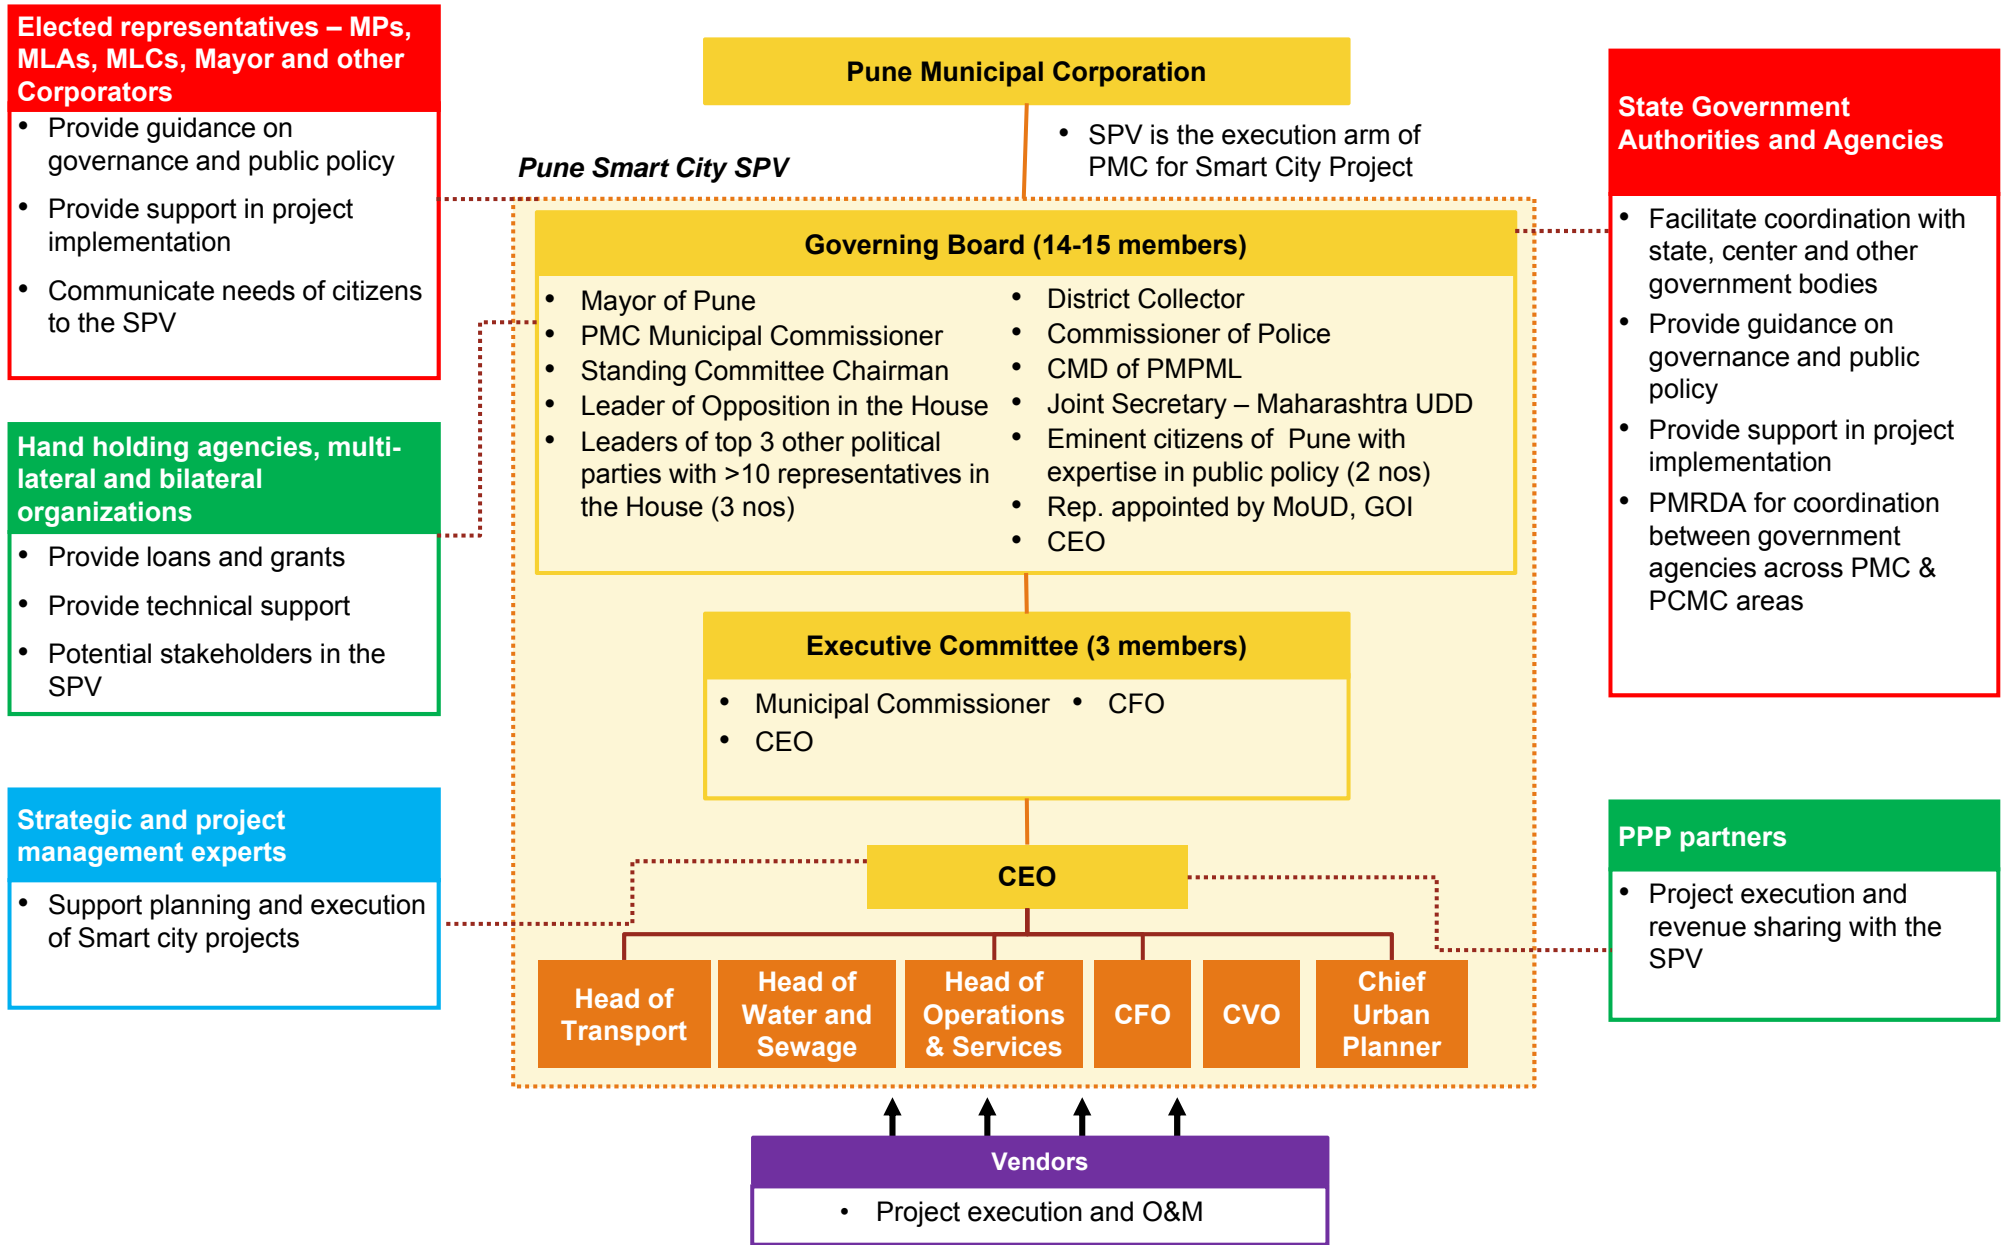 Elected representatives – MPs,
MLAs, MLCs, Mayor and other
Corporators
• Provide guidance on
governance and public policy
• Provide support in project
implementation
• Communicate needs of citizens
to the SPV
Hand holding agencies, multi-
lateral and bilateral
organizations
• Provide loans and grants
• Provide technical support
• Potential stakeholders in the
SPV
Strategic and project
management experts
• Support planning and execution
of Smart city projects
Pune Municipal Corporation
• SPV is the execution arm of
PMC for Smart City Project
Pune Smart City SPV
Governing Board (14-15 members)
• Mayor of Pune
• PMC Municipal Commissioner
• Standing Committee Chairman
• Leader of Opposition in the House
• Leaders of top 3 other political
parties with >10 representatives in
the House (3 nos)
• District Collector
• Commissioner of Police
• CMD of PMPML
• Joint Secretary – Maharashtra UDD
• Eminent citizens of Pune with
expertise in public policy (2 nos)
• Rep. appointed by MoUD, GOI
• CEO
Executive Committee (3 members)
• Municipal Commissioner • CFO
• CEO
CEO
Head of
Transport
Head of
Water and
Sewage
Head of
Operations
& Services
CFO
CVO
Chief
Urban
Planner
Vendors
• Project execution and O&M
State Government
Authorities and Agencies
• Facilitate coordination with
state, center and other
government bodies
• Provide guidance on
governance and public
policy
• Provide support in project
implementation
• PMRDA for coordination
between government
agencies across PMC &
PCMC areas
PPP partners
• Project execution and
revenue sharing with the
SPV